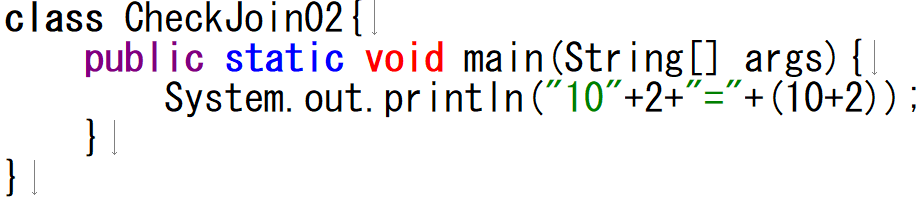 class CheckJoin02{
    public static void main(String[] args){
        System.out.println("10"+2+"="+(10+2));
    }
}